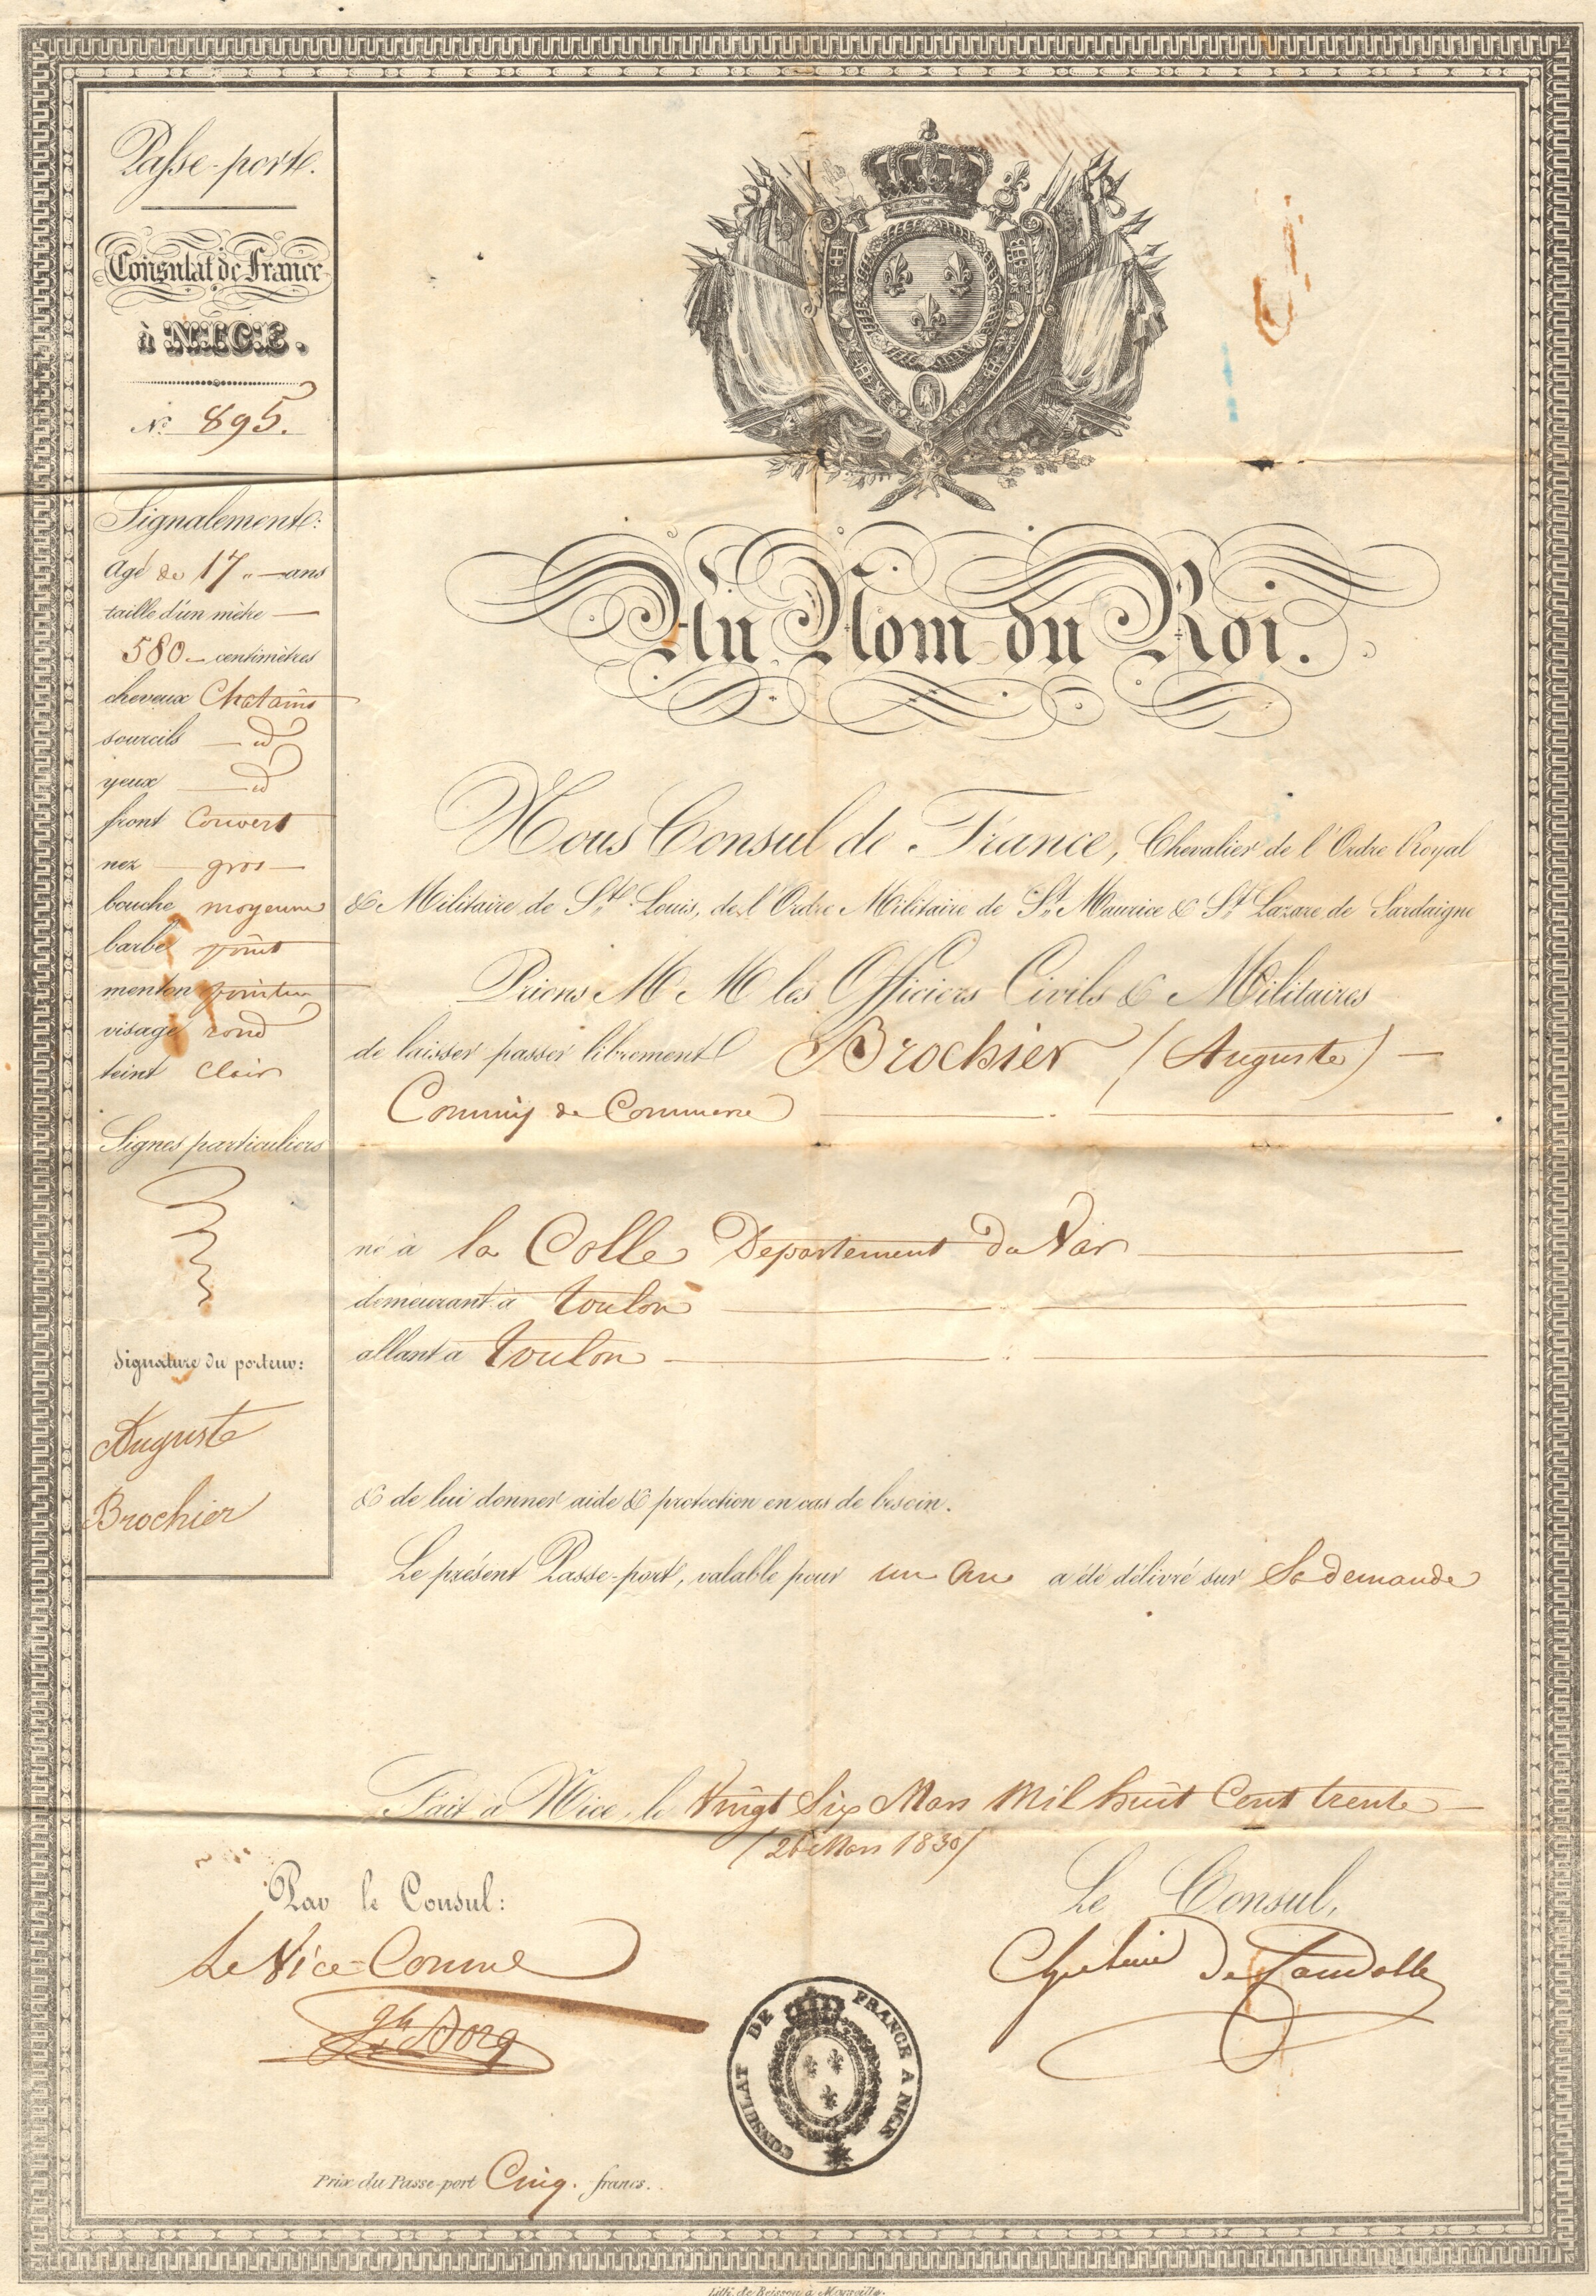 Passe-port.
Consulat de France
à NICE.
N.° 895.
Signalement:
Agé de 17 " ans
taille d'un mètre
580 centimètres
cheveux Chatains
sourcils id
yeux id
front Couvert
nez gros
bouche moyenne
barbe point
menton pointu
visage rond
teint Clair
Signes particuliers
Signature du porteur:
Auguste
Brochier
Au Nom du Roi.
Nous Consul de France, Chevalier de l'Ordre Royal
& Militaire de St. Louis, de l'Ordre Militaire de St. Maurice & St. Lazare de Sardaigne
Prions M M les Officiers Civils & Militaires
de laisser passer librement Brochier (Auguste)
Commis de Commerce
né à la Colle Departement du Var
demeurant à toulon
allant à toulon
& de lui donner aide & protection en cas de besoin.
Le présent Passe-port, valable pour un an a été délivré sur Sa demande
Fait à Nice, le Vingt Six Mars Mil huit Cent trente
(26 Mars 1830)
Par le Consul:
Le Vice-Consul
Le Consul,
CONSULAT DE FRANCE A NICE
Prix du Passe-port Cinq. francs.
Lith. de Beisson à Marseille.